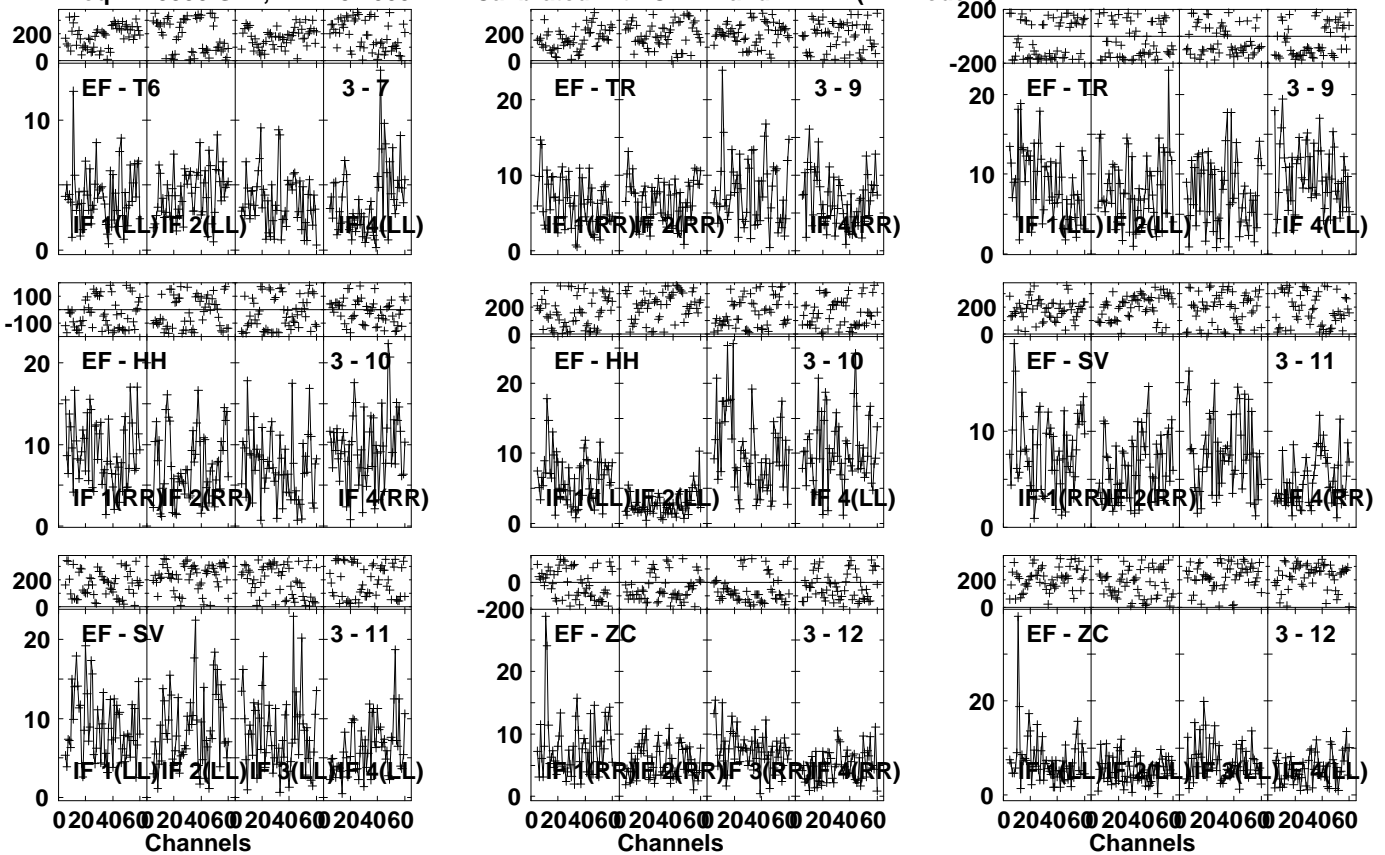 200
0
EF - T6
3 - 7
10
0
IF 1(LL)
IF 2(LL)
IF 4(LL)
200
0
EF - TR
3 - 9
20
10
0
IF 1(RR)
IF 2(RR)
IF 4(RR)
200
-200
EF - TR
3 - 9
20
10
0
IF 1(LL)
IF 2(LL)
IF 4(LL)
100
-100
EF - HH
3 - 10
20
10
0
IF 1(RR)
IF 2(RR)
IF 4(RR)
200
0
EF - HH
3 - 10
20
10
0
IF 1(LL)
IF 2(LL)
IF 4(LL)
200
0
EF - SV
3 - 11
10
0
IF 1(RR)
IF 2(RR)
IF 4(RR)
200
0
EF - SV
3 - 11
20
10
0
IF 1(LL)
IF 2(LL)
IF 3(LL)
IF 4(LL)
0 20 40 60 0 20 40 60 0 20 40 60 0 20 40 60
Channels
0
-200
EF - ZC
3 - 12
20
10
0
IF 1(RR)
IF 2(RR)
IF 3(RR)
IF 4(RR)
0 20 40 60 0 20 40 60 0 20 40 60 0 20 40 60
Channels
200
0
EF - ZC
3 - 12
20
0
IF 1(LL)
IF 2(LL)
IF 3(LL)
IF 4(LL)
0 20 40 60 0 20 40 60 0 20 40 60 0 20 40 60
Channels